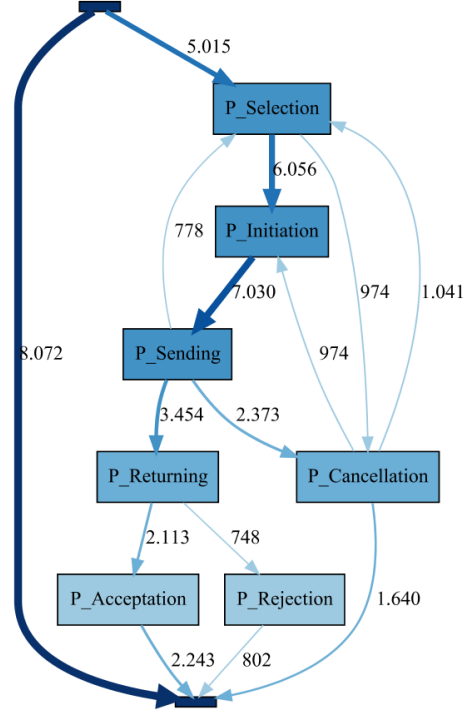 5.015
P_Selection
6.056
P_Initiation
778
7.030
974
1.041
8.072
P_Sending
974
3.454
2.373
P_Returning
P_Cancellation
2.113
748
P_Acceptation
P_Rejection
1.640
2.243
802